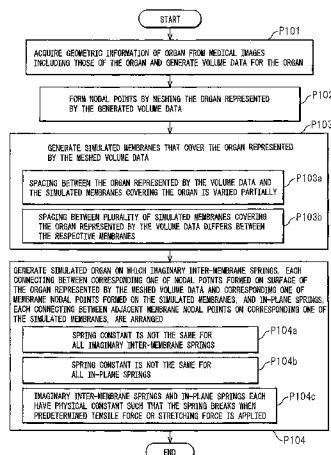 START
P101
ACQUIRE GEOMETRIC INFORMATION OF ORGAN FROM MEDICAL IMAGES
INCLUDING THOSE OF THE ORGAN AND GENERATE VOLUME DATA FOR THE ORGAN
P102
FORM NODAL POINTS BY MESHING THE ORGAN REPRESENTED
BY THE GENERATED VOLUME DATA
P103
GENERATE SIMULATED MEMBRANES THAT COVER THE ORGAN REPRESENTED
BY THE MESHED VOLUME DATA
P103a
SPACING BETWEEN THE ORGAN REPRESENTED BY THE VOLUME DATA AND
THE SIMULATED MEMBRANES COVERING THE ORGAN IS VARIED PARTIALLY
P103b
SPACING BETWEEN PLURALITY OF SIMULATED MEMBRANES COVERING
THE ORGAN REPRESENTED BY THE VOLUME DATA DIFFERS BETWEEN
THE RESPECTIVE MEMBRANES
GENERATE SIMULATED ORGAN ON WHICH IMAGINARY INTER-MEMBRANE SPRINGS, EACH
CONNECTING BETWEEN CORRESPONDING ONE OF NODAL POINTS FORMED ON SURFACE OF
THE ORGAN REPRESENTED BY THE MESHED VOLUME DATA AND CORRESPONDING ONE OF
MEMBRANE NODAL POINTS FORMED ON THE SIMULATED MEMBRANES, AND IN-PLANE SPRINGS,
EACH CONNECTING BETWEEN ADJACENT MEMBRANE NODAL POINTS ON CORRESPONDING ONE OF
THE SIMULATED MEMBRANES, ARE ARRANGED
P104a
SPRING CONSTANT IS NOT THE SAME FOR
ALL IMAGINARY INTER-MEMBRANE SPRINGS
P104b
SPRING CONSTANT IS NOT THE SAME FOR
ALL IN-PLANE SPRINGS
P104c
IMAGINARY INTER-MEMBRANE SPRINGS AND IN-PLANE SPRINGS EACH
HAVE PHYSICAL CONSTANT SUCH THAT THE SPRING BREAKS WHEN
PREDETERMINED TENSILE FORCE OR STRETCHING FORCE IS APPLIED
P104
END